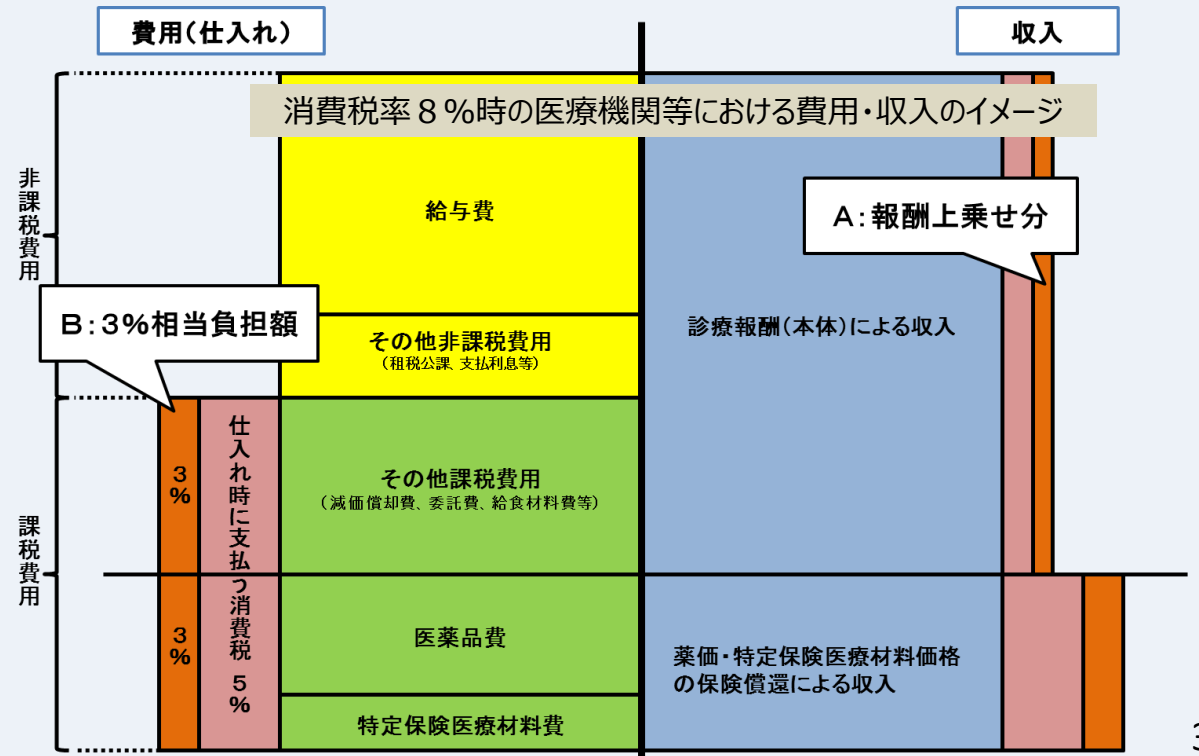 費用(仕入れ)
収入
消費税率8%時の医療機関等における費用・収入のイメージ
非課税費用
給与費
A:報酬上乗せ分
B:3%相当負担額
その他非課税費用
(租税公課、支払利息等)
診療報酬(本体)による収入
課税費用
3%
仕入れ時に支払う消費税 5%
その他課税費用
(減価償却費、委託費、給食材料費等)
3%
医薬品費
薬価・特定保険医療材料価格
の保険償還による収入
特定保険医療材料費